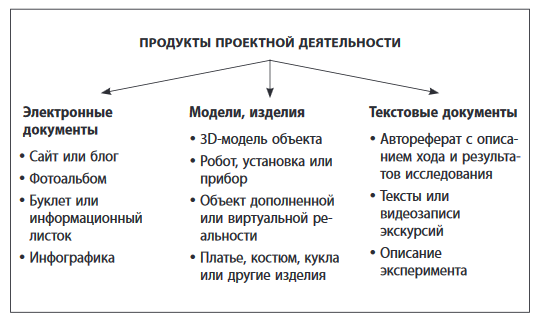 ПРОДУКТЫ ПРОЕКТНОЙ ДЕЯТЕЛЬНОСТИ
Электронные
документы
• Сайт или блог
• Фотоальбом
• Буклет или
информационный
листок
• Инфографика
Модели, изделия
• 3D-модель объекта
• Робот, установка или
прибор
• Объект дополненной
или виртуальной ре-
альности
• Платье, костюм, кукла
или другие изделия
Текстовые документы
• Автореферат с описа-
нием хода и результа-
тов исследования
• Тексты или
видеозаписи
экскурсий
• Описание
эксперимента